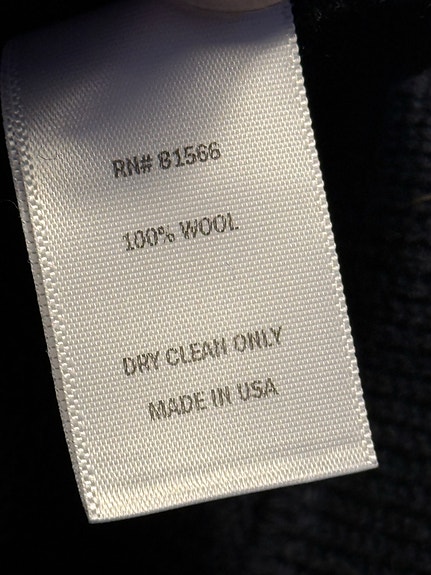 RN# 81566
100% WOOL
DRY CLEAN ONLY
MADE IN USA